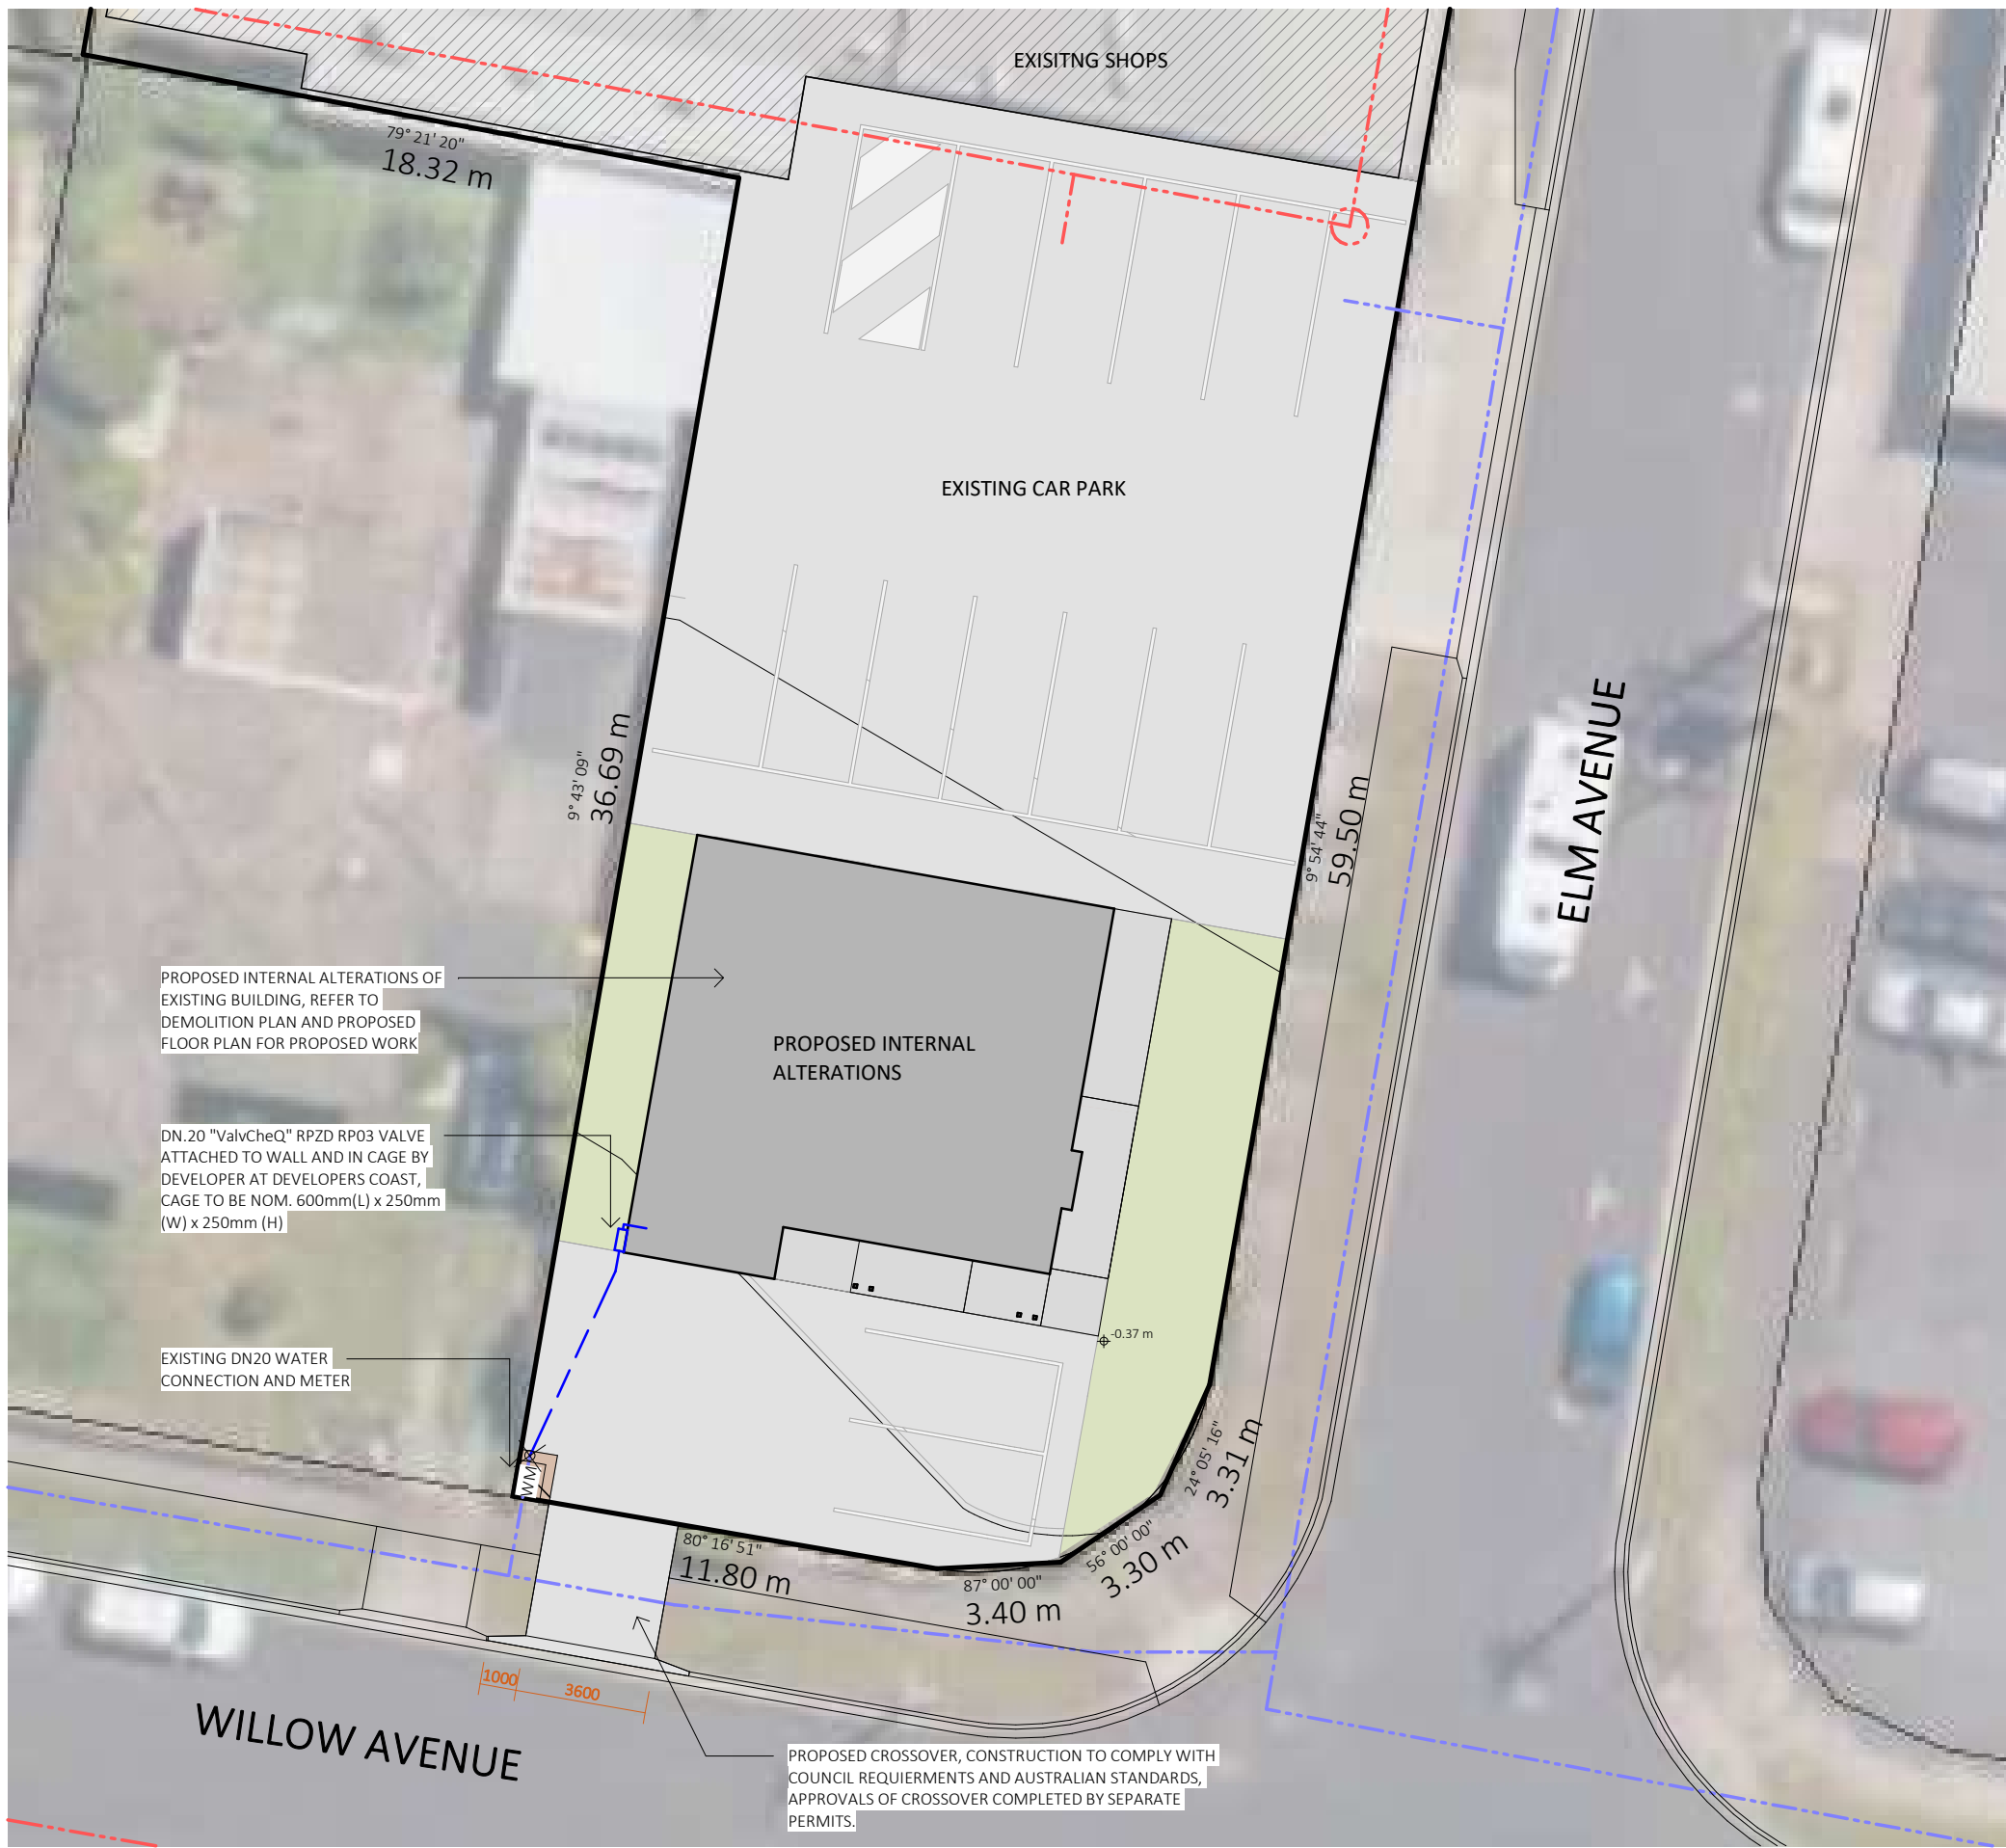 EXISITNG SHOPS
79° 21' 20"
18.32 m
EXISTING CAR PARK
9° 43' 09"
36.69 m
9° 54' 44"
59.50 m
ELM AVENUE
PROPOSED INTERNAL ALTERATIONS OF
EXISTING BUILDING, REFER TO
DEMOLITION PLAN AND PROPOSED
FLOOR PLAN FOR PROPOSED WORK
PROPOSED INTERNAL
ALTERATIONS
DN.20 "ValvCheQ" RPZD RP03 VALVE
ATTACHED TO WALL AND IN CAGE BY
DEVELOPER AT DEVELOPERS COAST,
CAGE TO BE NOM. 600mm(L) x 250mm
(W) x 250mm (H)
-0.37 m
EXISTING DN20 WATER
CONNECTION AND METER
WM
24° 05' 16"
3.31 m
56° 00' 00"
3.30 m
80° 16' 51"
11.80 m
87° 00' 00"
3.40 m
1000
3600
WILLOW AVENUE
PROPOSED CROSSOVER, CONSTRUCTION TO COMPLY WITH
COUNCIL REQUIERMENTS AND AUSTRALIAN STANDARDS,
APPROVALS OF CROSSOVER COMPLETED BY SEPARATE
PERMITS.